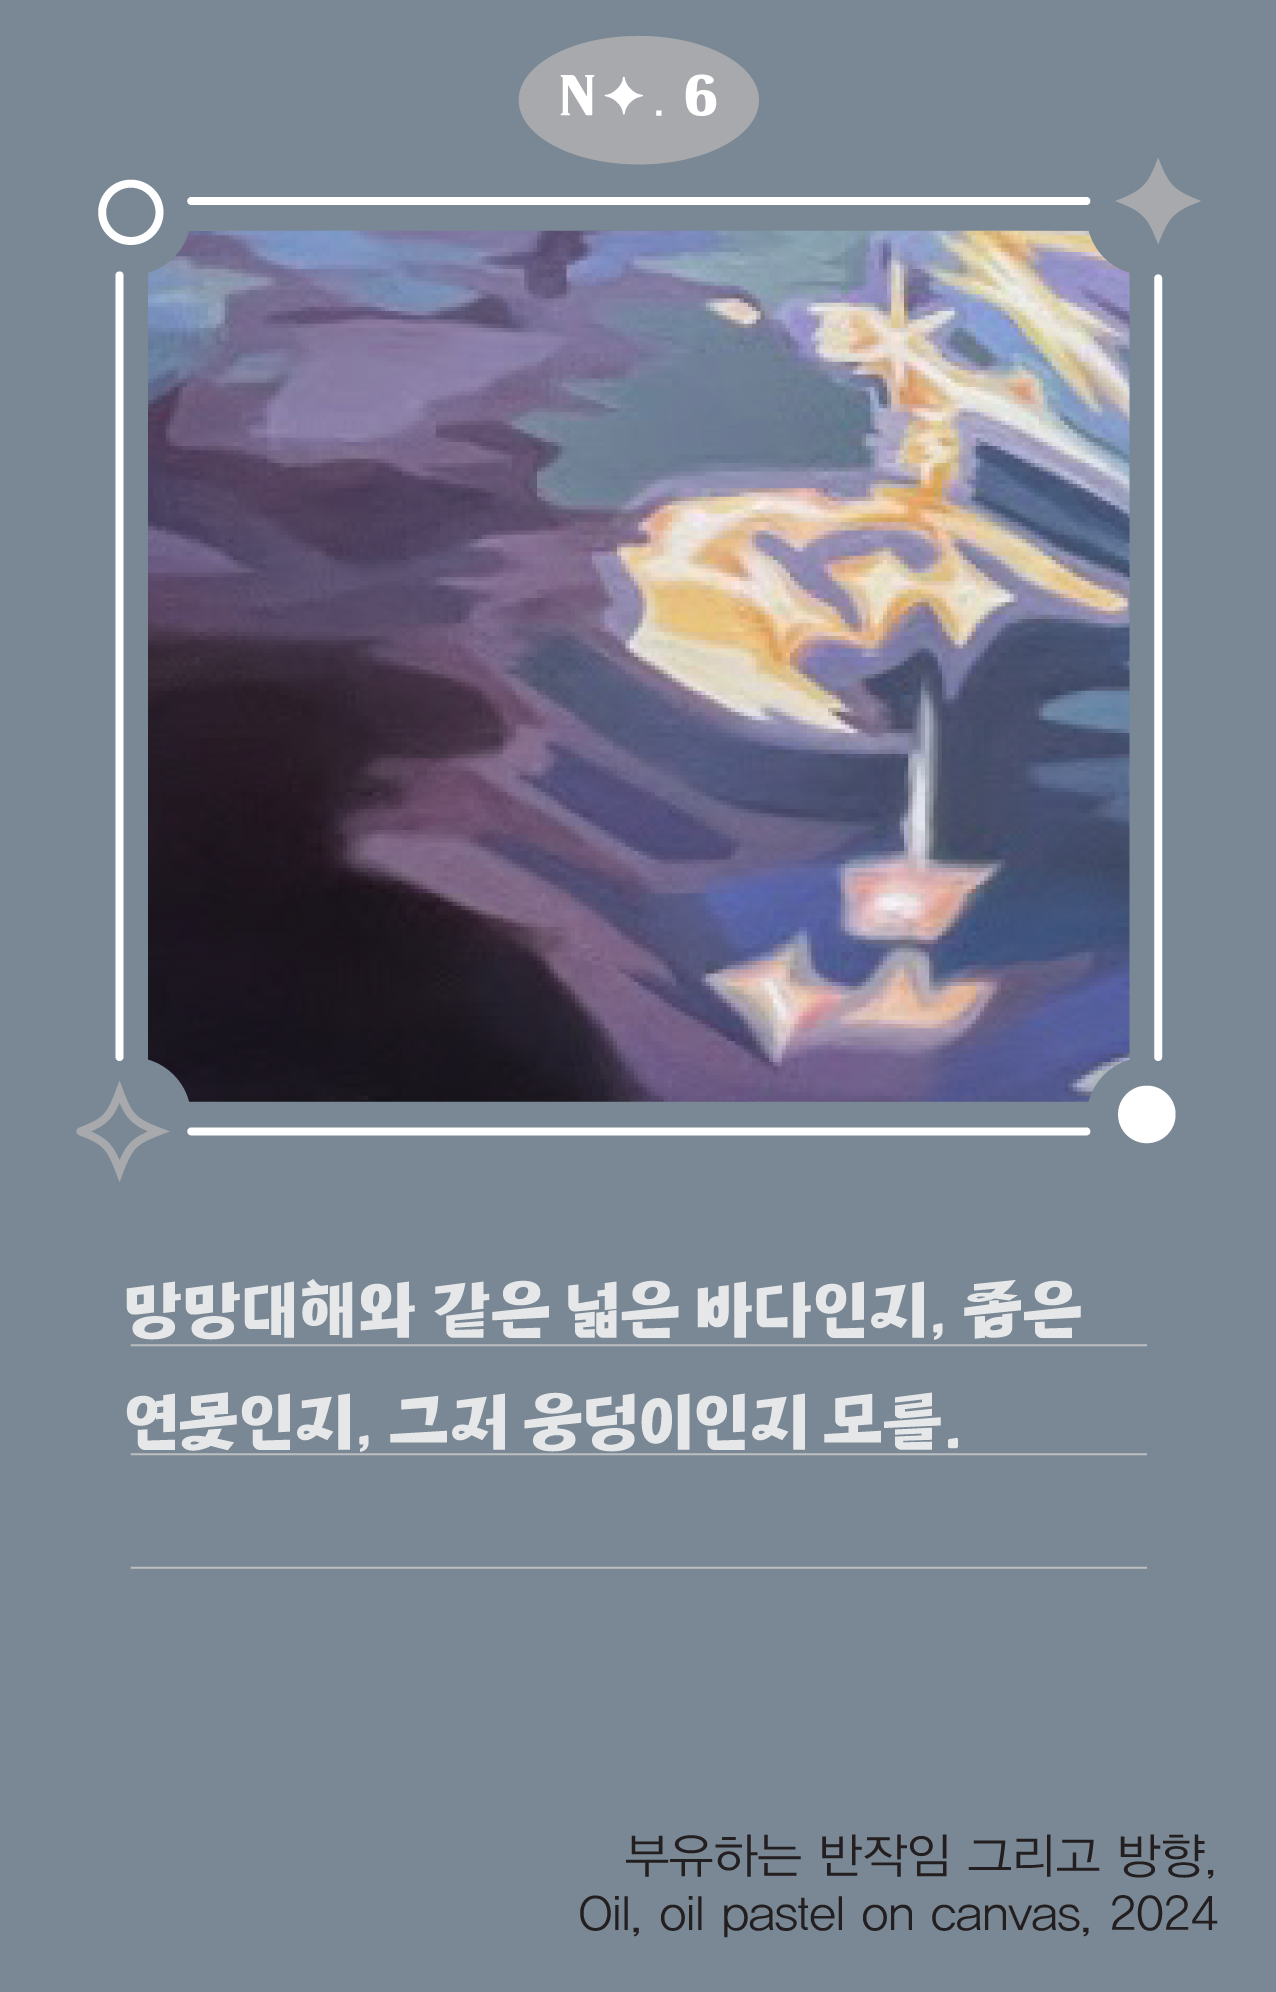 N✦. 6
망망대해와 같은 넓은 바다인지, 좁은
연못인지, 그저 웅덩이인지 모를.
부유하는 반작임 그리고 방향,
Oil, oil pastel on canvas, 2024